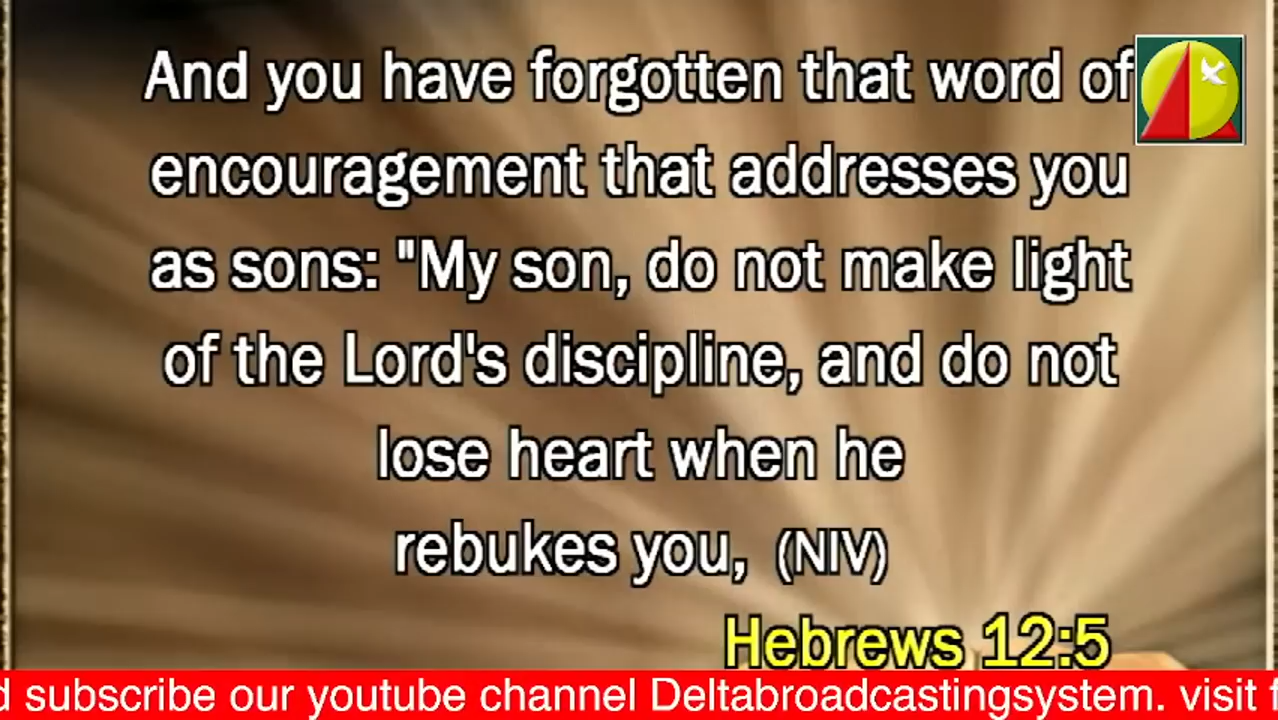 And you have forgotten that word of
encouragement that addresses you
as sons: "My son, do not make light
of the Lord's discipline, and do not
lose heart when he
rebukes you, (NIV)
Hebrews 12:5
subscribe our youtube channel Deltabroadcastingsystem. visit